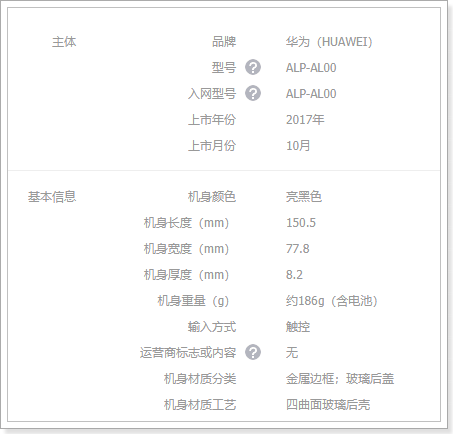 主体 品牌 华为（HUAWEI）
型号 ? ALP-AL00
入网型号 ? ALP-AL00
上市年份 2017年
上市月份 10月
基本信息 机身颜色 亮黑色
机身长度（mm） 150.5
机身宽度（mm） 77.8
机身厚度（mm） 8.2
机身重量（g） 约186g（含电池）
输入方式 触控
运营商标志或内容 ? 无
机身材质分类 金属边框；玻璃后盖
机身材质工艺 四曲面玻璃后壳